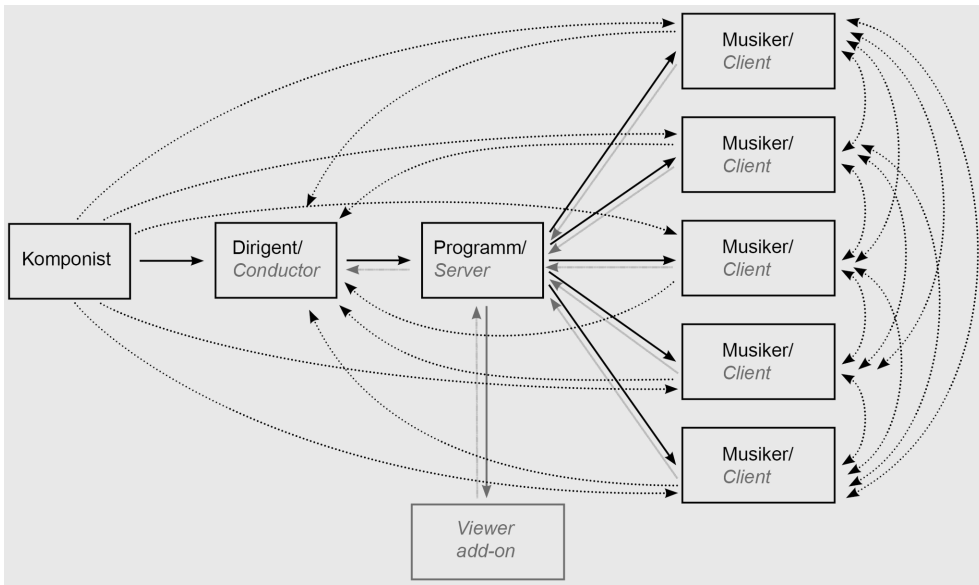 Komponist
Dirigent/
Conductor
Programm/
Server
Musiker/
Client
Musiker/
Client
Musiker/
Client
Musiker/
Client
Musiker/
Client
Viewer
add-on